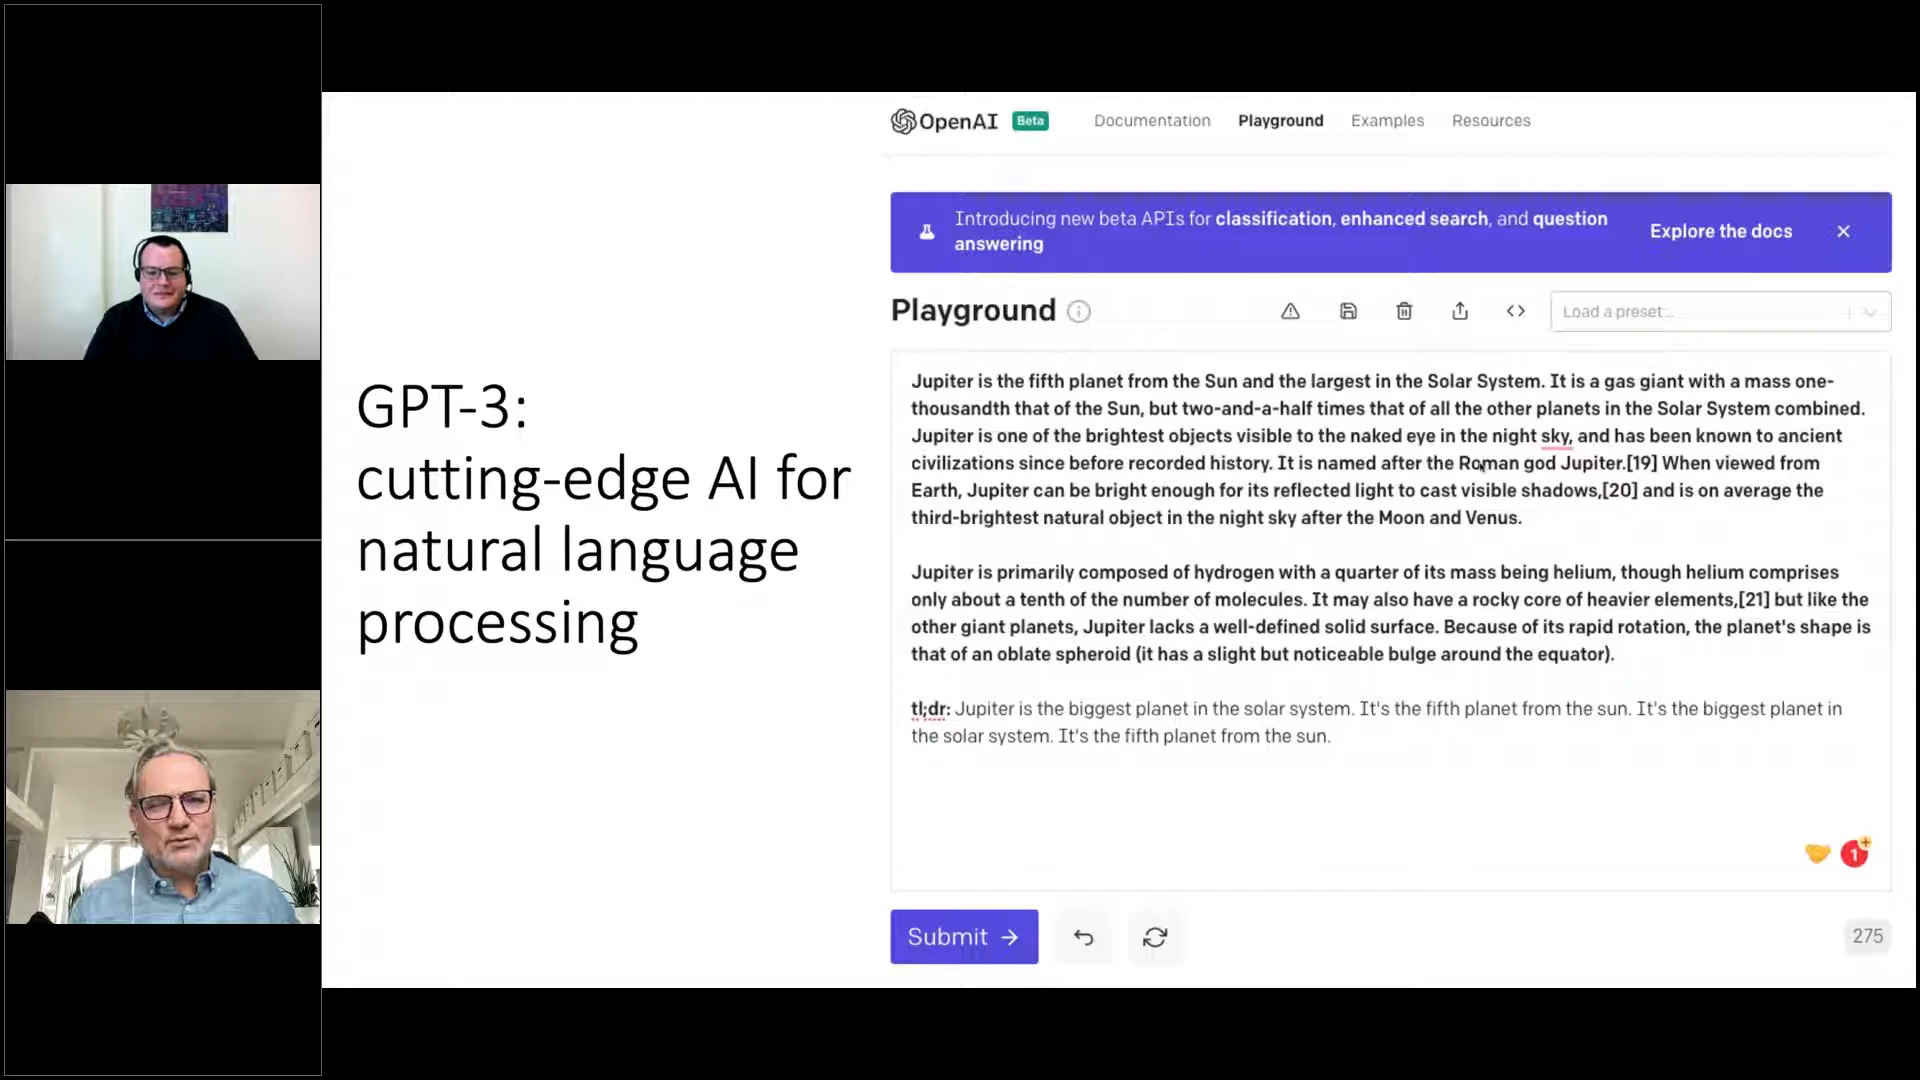 GPT-3:
cutting-edge AI for
natural language
processing
OpenAI Beta Documentation Playground Examples Resources
Introducing new beta APIs for classification, enhanced search, and question
answering
Explore the docs
Playground
Load a preset...
Jupiter is the fifth planet from the Sun and the largest in the Solar System. It is a gas giant with a mass one-
thousandth that of the Sun, but two-and-a-half times that of all the other planets in the Solar System combined.
Jupiter is one of the brightest objects visible to the naked eye in the night sky, and has been known to ancient
civilizations since before recorded history. It is named after the Roman god Jupiter.[19] When viewed from
Earth, Jupiter can be bright enough for its reflected light to cast visible shadows,[20] and is on average the
third-brightest natural object in the night sky after the Moon and Venus.
Jupiter is primarily composed of hydrogen with a quarter of its mass being helium, though helium comprises
only about a tenth of the number of molecules. It may also have a rocky core of heavier elements,[21] but like the
other giant planets, Jupiter lacks a well-defined solid surface. Because of its rapid rotation, the planet's shape is
that of an oblate spheroid (it has a slight but noticeable bulge around the equator).
tl;dr: Jupiter is the biggest planet in the solar system. It's the fifth planet from the sun. It's the biggest planet in
the solar system. It's the fifth planet from the sun.
1
Submit
275